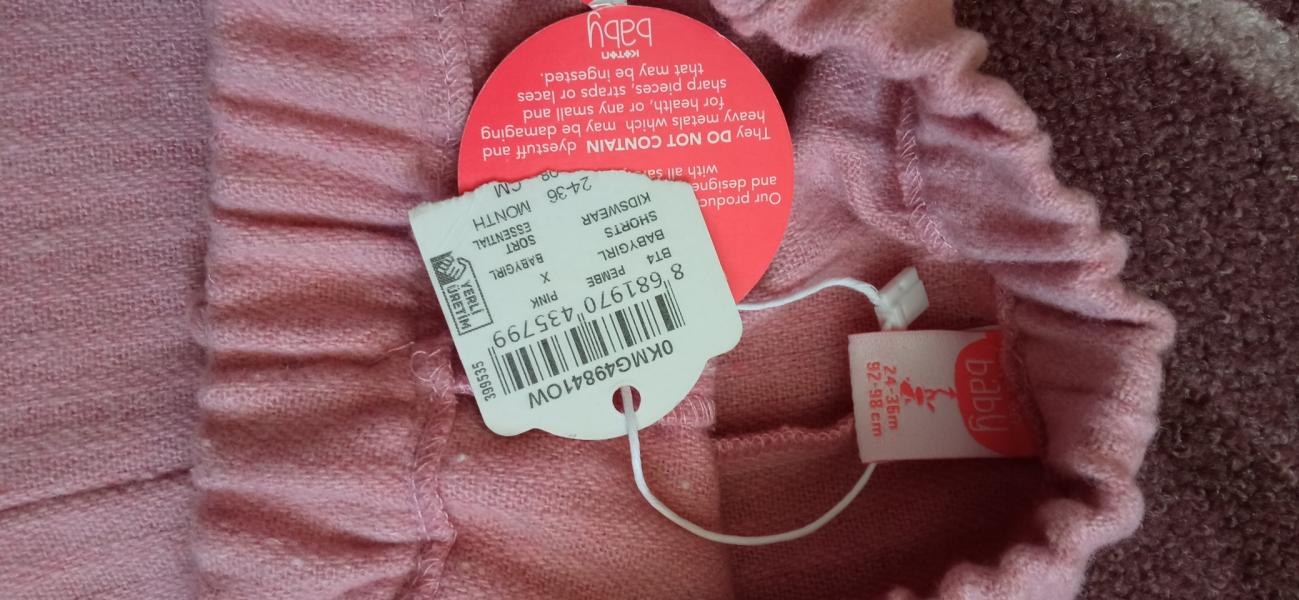 baby
KOTON
Our produc
and designe
with all sa
They DO NOT CONTAIN dyestuff and
heavy metals which may be damaging
for health, or any small and
sharp pieces, straps or laces
that may be ingested.
0KMG49841OW
399535
8 681970 435799
BT4 PEMBE PINK
BABYGIRL X
SHORTS BABYGIRL
KIDSWEAR SORT
ESSENTIAL
24-36 MONTH
98 CM
YERLİ
ÜRETİM
baby
24-36m
92-98 cm